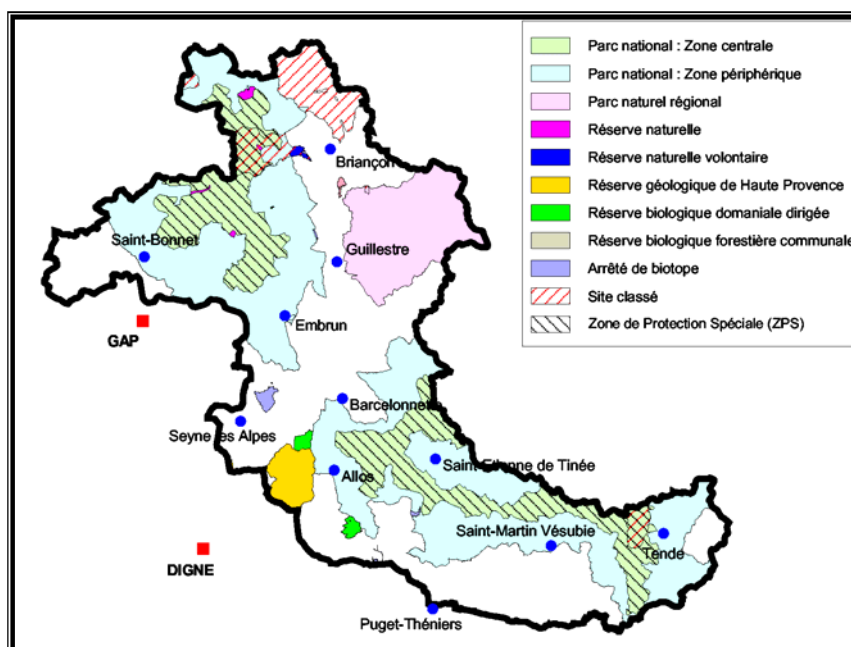 Parc national : Zone centrale
Parc national : Zone périphérique
Parc naturel régional
Réserve naturelle
Réserve naturelle volontaire
Réserve géologique de Haute Provence
Réserve biologique domaniale dirigée
Réserve biologique forestière communale
Arrêté de biotope
Site classé
Zone de Protection Spéciale (ZPS)
Briançon
Saint-Bonnet
Guillestre
Embrun
GAP
Barcelonnette
Seyne les Alpes
Saint-Etienne de Tinée
Allos
Saint-Martin Vésubie
Tende
DIGNE
Puget-Théniers